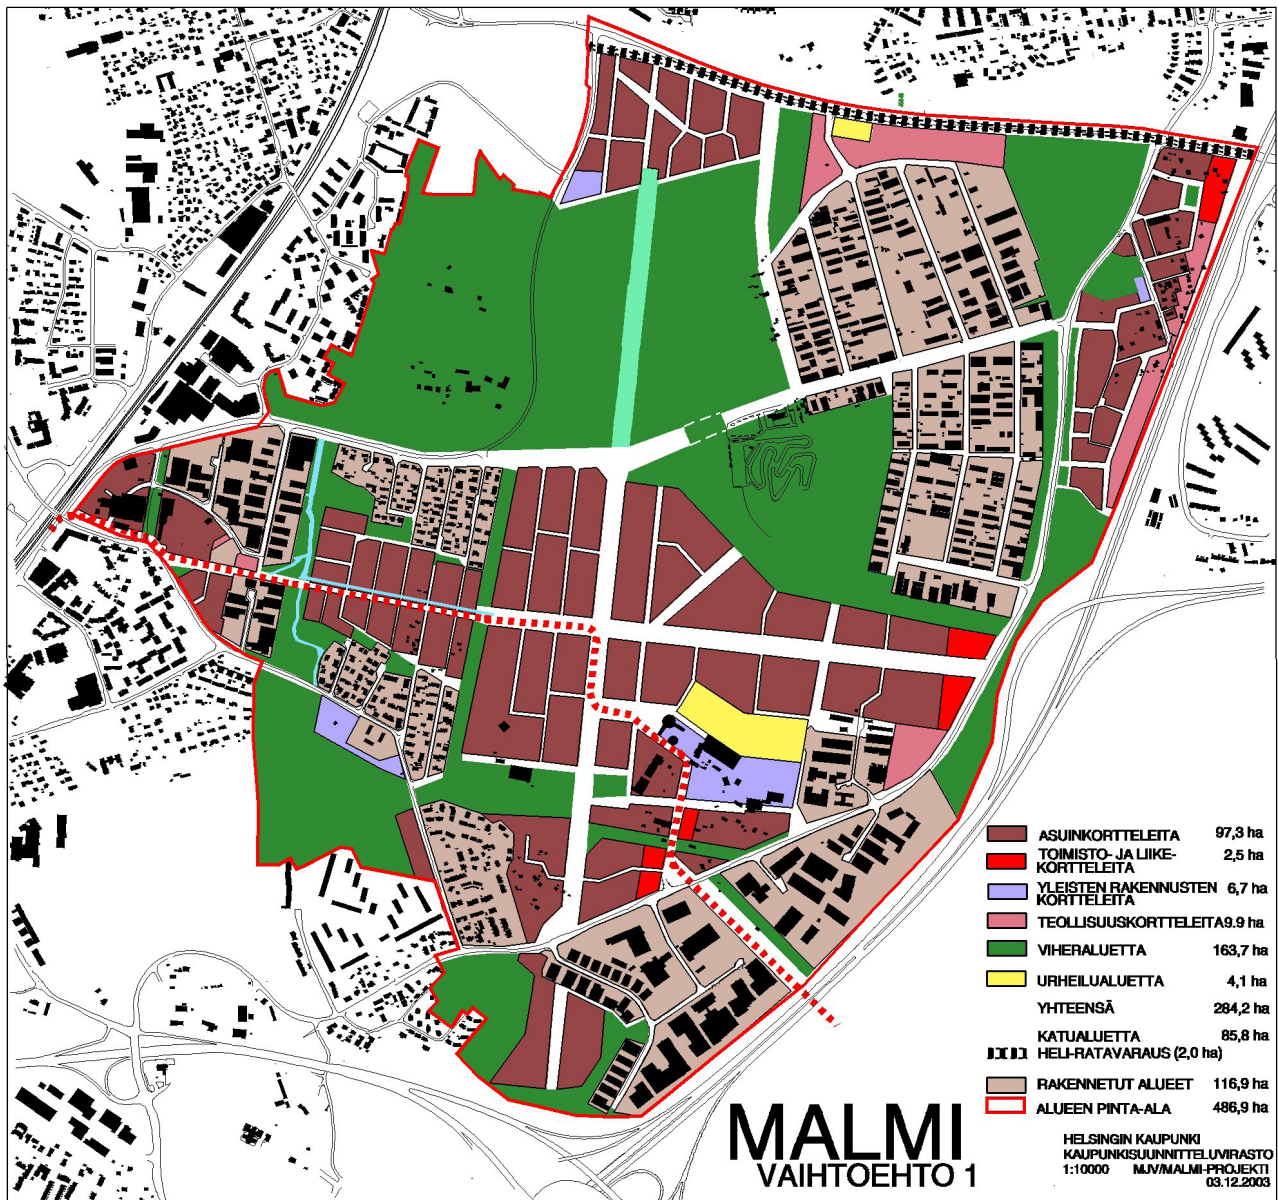 ASUINKORTTELEITA 97,3 ha
TOIMISTO- JA LIIKE-
KORTTELEITA 2,5 ha
YLEISTEN RAKENNUSTEN
KORTTELEITA 6,7 ha
TEOLLISUUSKORTTELEITA 9.9 ha
VIHERALUETTA 163,7 ha
URHEILUALUETTA 4,1 ha
YHTEENSÄ 284,2 ha
KATUALUETTA 85,8 ha
HELI-RATAVARAUS (2,0 ha)
RAKENNETUT ALUEET 116,9 ha
ALUEEN PINTA-ALA 486,9 ha
MALMI
VAIHTOEHTO 1
HELSINGIN KAUPUNKI
KAUPUNKISUUNNITTELUVIRASTO
1:10000 MJV/MALMI-PROJEKTI
03.12.2003